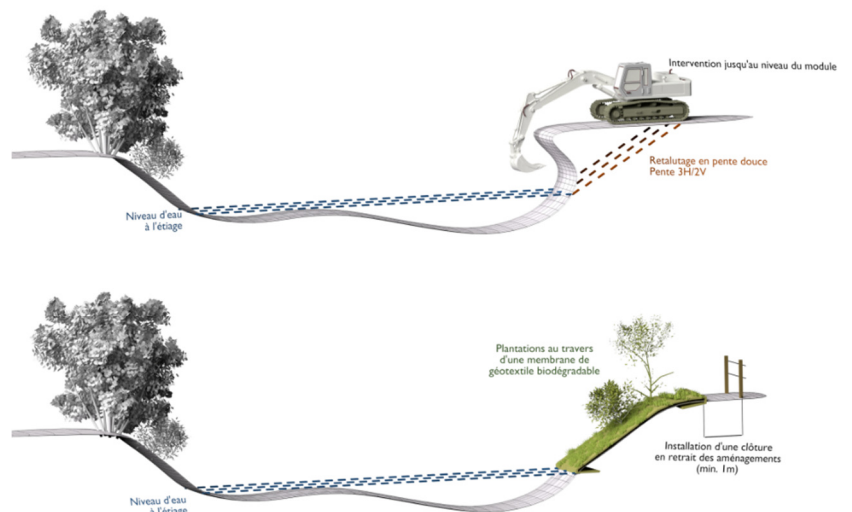 Intervention jusqu'au niveau du module
Retalutage en pente douce
Pente 3H/2V
Niveau d'eau
à l'étiage
Plantations au travers
d'une membrane de
géotextile biodégradable
Installation d'une clôture
en retrait des aménagements
(min. 1m)
Niveau d'eau
à l'étiage